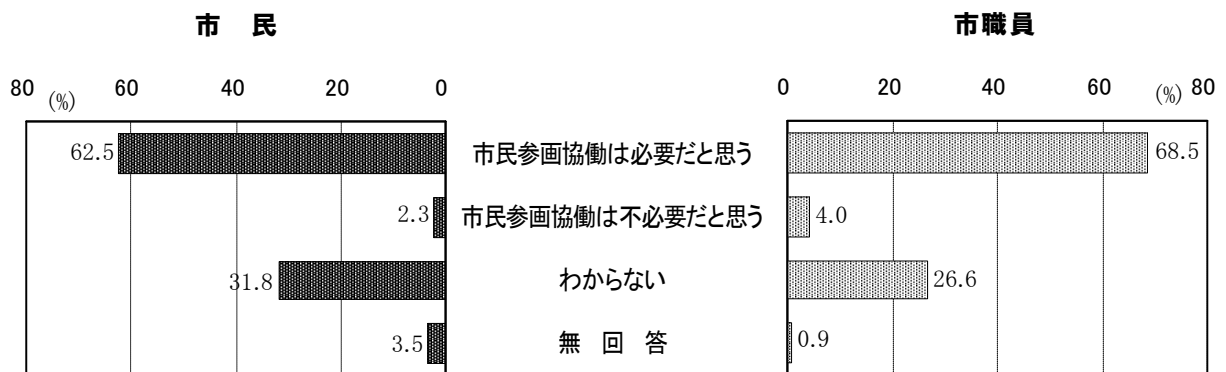 市　民
市職員
80 (%) 60 40 20 0
0 20 40 60 (%) 80
62.5 市民参画協働は必要だと思う 68.5
2.3 市民参画協働は不必要だと思う 4.0
31.8 わからない 26.6
3.5 無　回　答 0.9